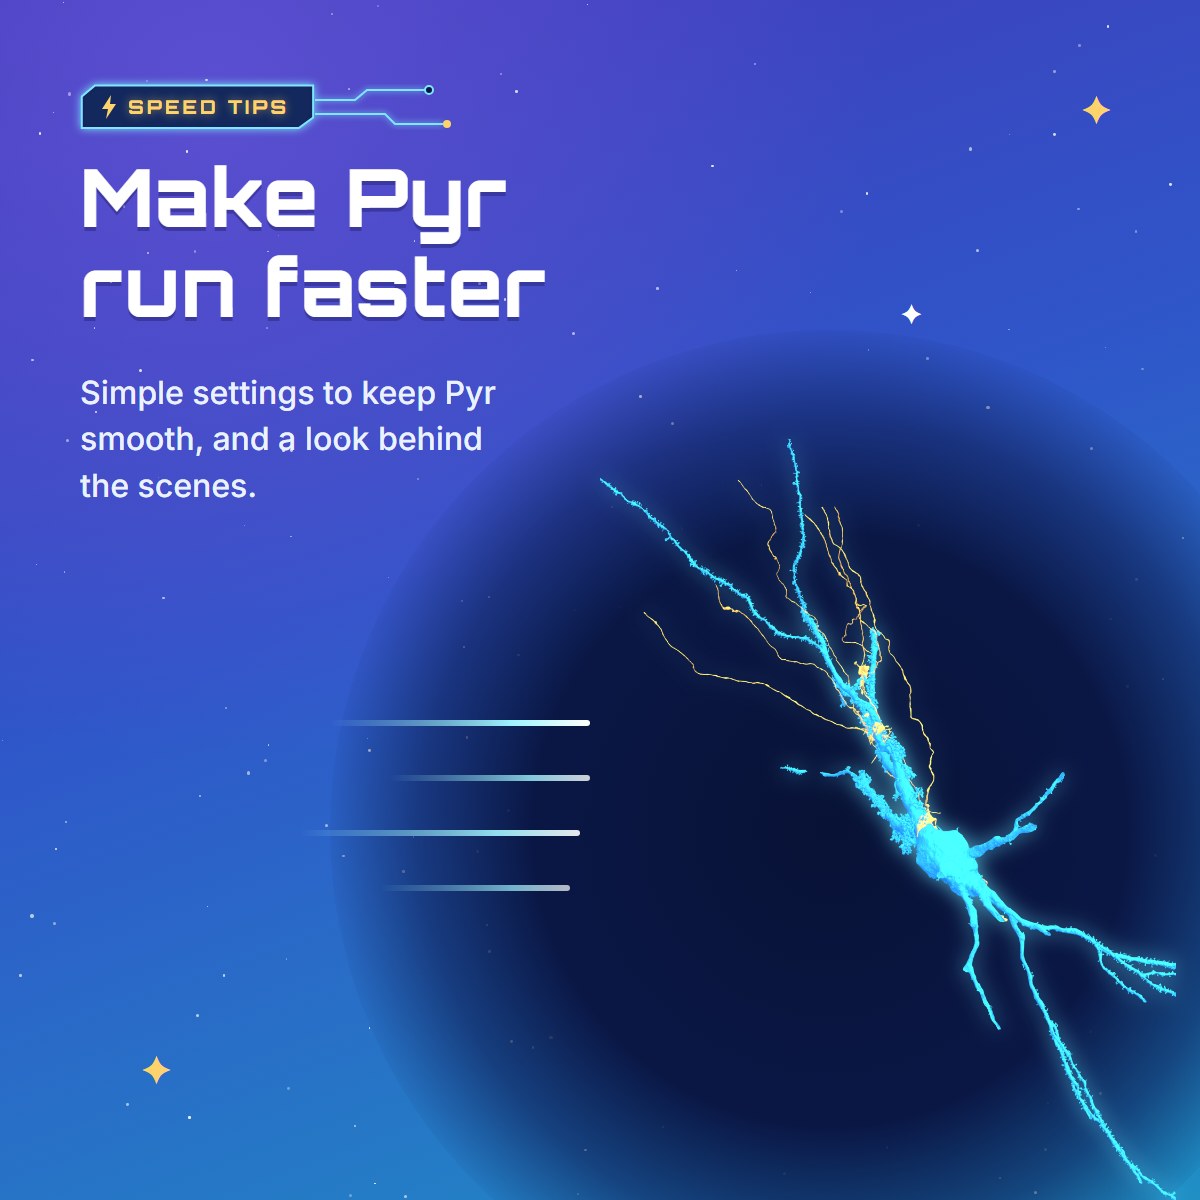 SPEED TIPS
Make Pyr
run faster
Simple settings to keep Pyr
smooth, and a look behind
the scenes.